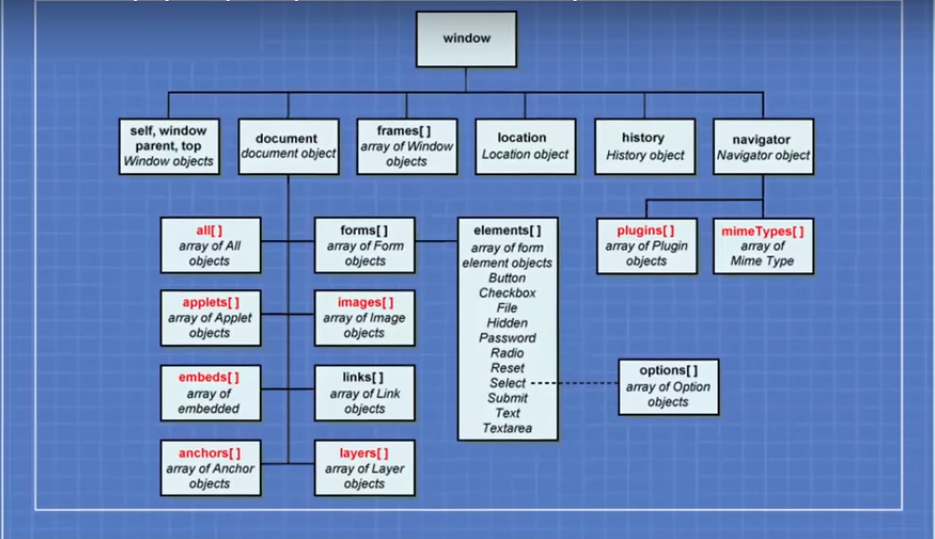 window
self, window
parent, top
Window objects
document
document object
frames[ ]
array of Window
objects
location
Location object
history
History object
navigator
Navigator object
all[ ]
array of All
objects
forms[ ]
array of Form
objects
elements[ ]
array of form
element objects
Button
Checkbox
File
Hidden
Password
Radio
Reset
Select
Submit
Text
Textarea
plugins[ ]
array of Plugin
objects
mimeTypes[ ]
array of
Mime Type
applets[ ]
array of Applet
objects
images[ ]
array of Image
objects
embeds[ ]
array of
embedded
links[ ]
array of Link
objects
options[ ]
array of Option
objects
anchors[ ]
array of Anchor
objects
layers[ ]
array of Layer
objects